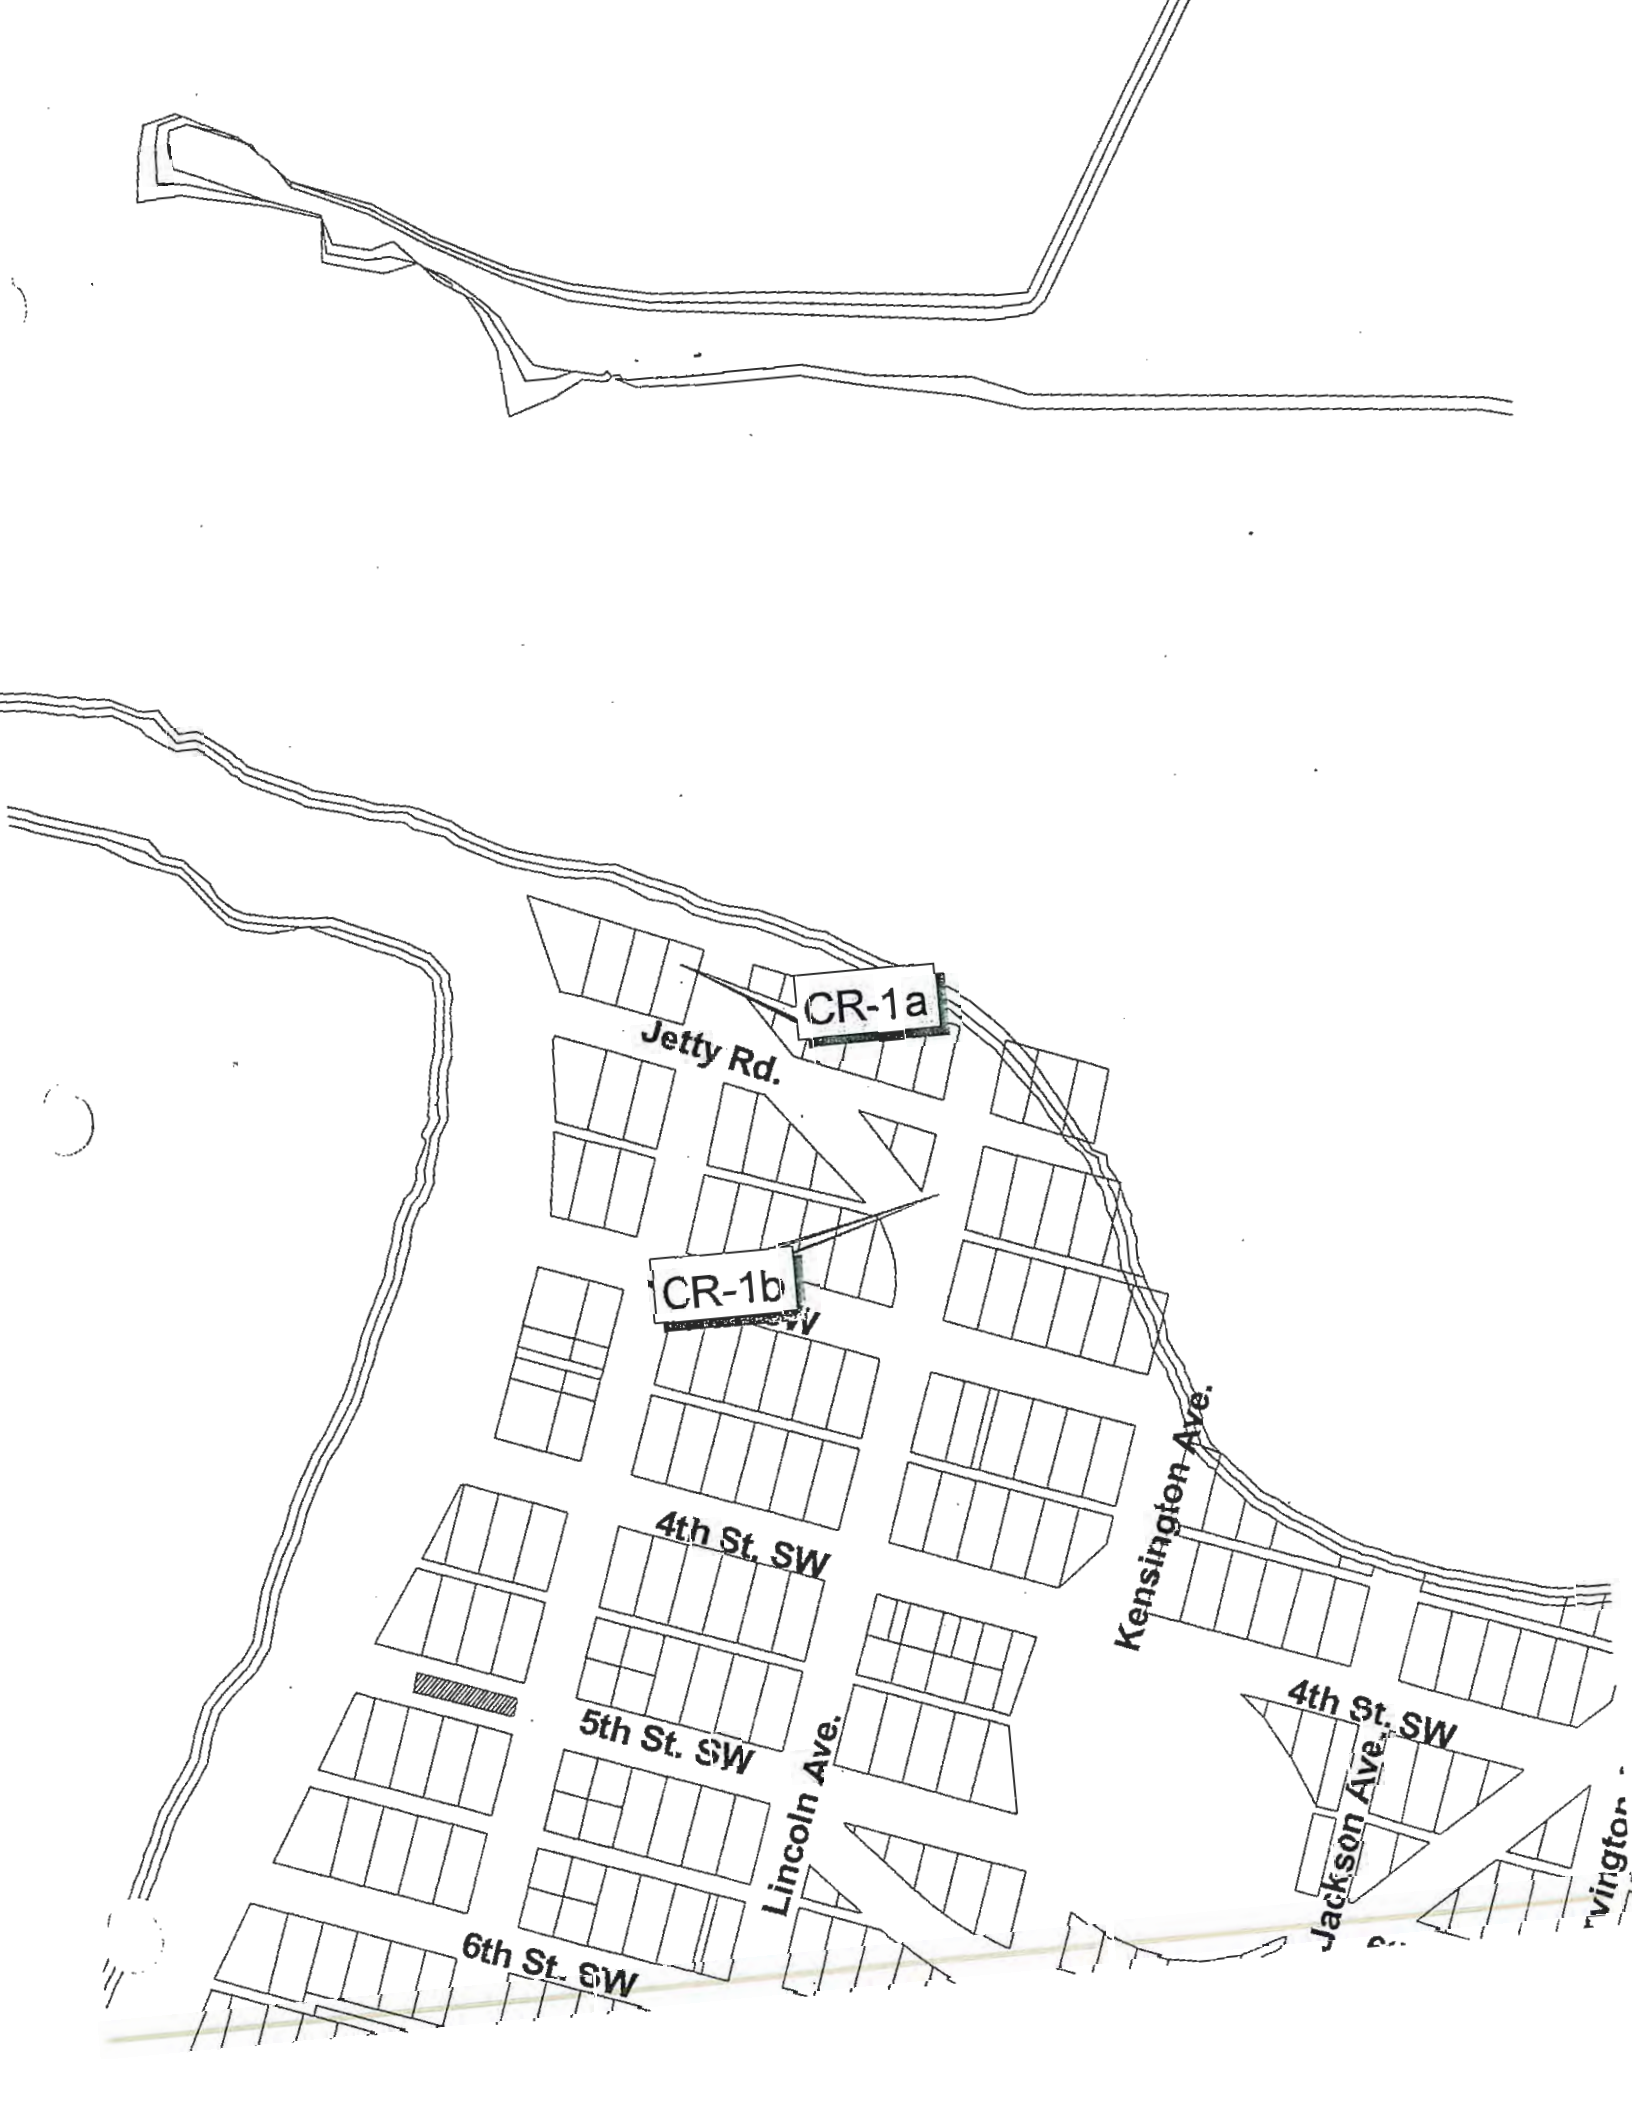 CR-1a
Jetty Rd.
CR-1b
W
Kensington Ave.
4th St. SW
4th St. SW
5th St. SW
Lincoln Ave.
Jackson Ave.
rvington
6th St. SW